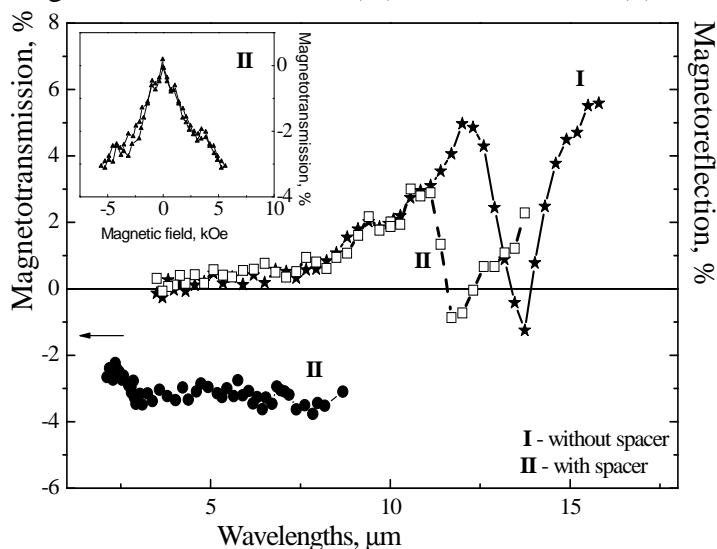 Magnetotransmission, %
8
6
4
2
0
-2
-4
-6
5
10
15
Wavelengths, μm
Magnetoreflection, %
I
II
II
I - without spacer
II - with spacer
II
Magnetotransmission, %
0
-2
-4
-5
0
5
10
Magnetic field, kOe